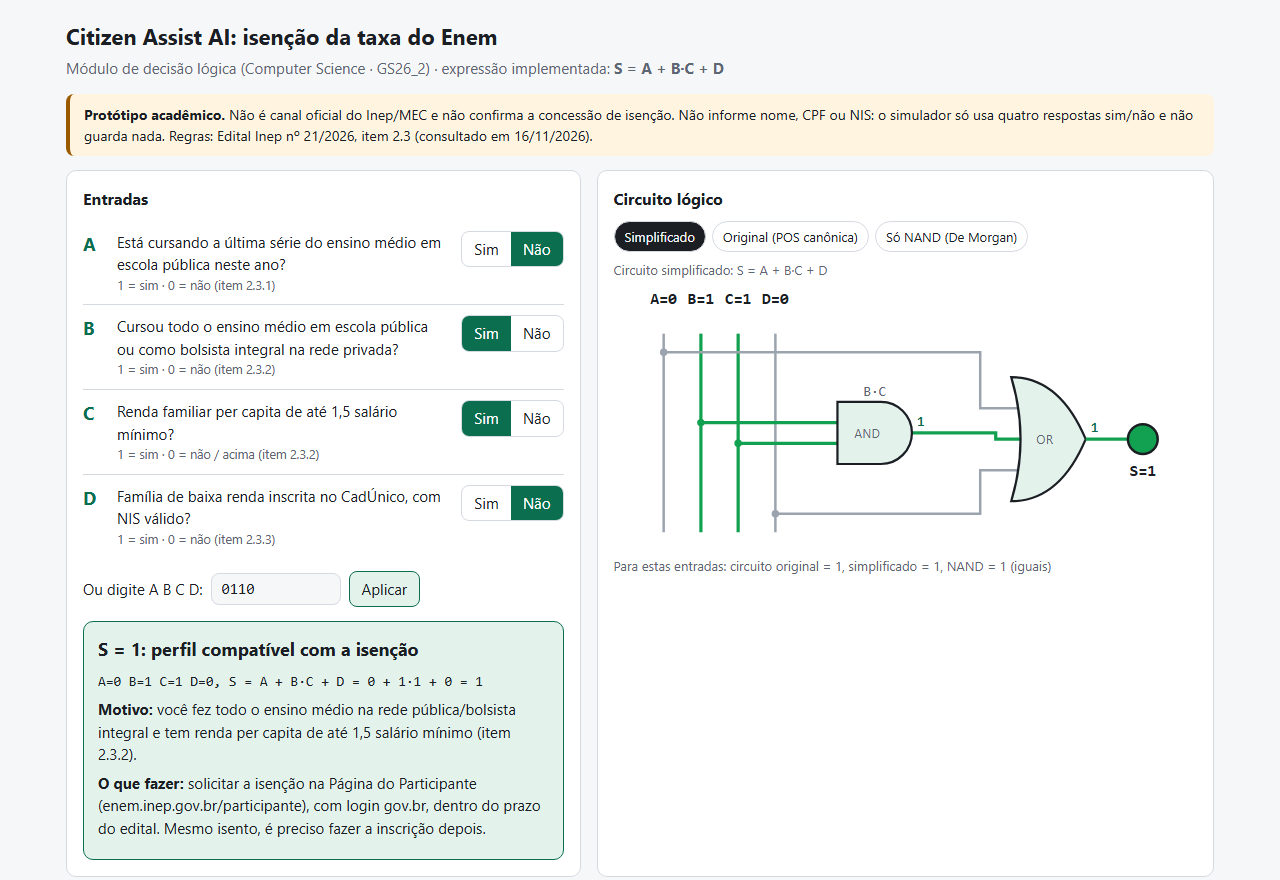 Citizen Assist AI: isenção da taxa do Enem
Módulo de decisão lógica (Computer Science · GS26_2) · expressão implementada: S = A + B·C + D
Protótipo acadêmico. Não é canal oficial do Inep/MEC e não confirma a concessão de isenção. Não informe nome, CPF ou NIS: o simulador só usa quatro respostas sim/não e não
guarda nada. Regras: Edital Inep nº 21/2026, item 2.3 (consultado em 16/11/2026).
Entradas
A
Está cursando a última série do ensino médio em
escola pública neste ano?
1 = sim · 0 = não (item 2.3.1)
Sim Não
B
Cursou todo o ensino médio em escola pública
ou como bolsista integral na rede privada?
1 = sim · 0 = não (item 2.3.2)
Sim Não
C
Renda familiar per capita de até 1,5 salário
mínimo?
1 = sim · 0 = não / acima (item 2.3.2)
Sim Não
D
Família de baixa renda inscrita no CadÚnico, com
NIS válido?
1 = sim · 0 = não (item 2.3.3)
Sim Não
Ou digite A B C D: 0110 Aplicar
S = 1: perfil compatível com a isenção
A=0 B=1 C=1 D=0, S = A + B·C + D = 0 + 1·1 + 0 = 1
Motivo: você fez todo o ensino médio na rede pública/bolsista
integral e tem renda per capita de até 1,5 salário mínimo (item
2.3.2).
O que fazer: solicitar a isenção na Página do Participante
(enem.inep.gov.br/participante), com login gov.br, dentro do prazo
do edital. Mesmo isento, é preciso fazer a inscrição depois.
Circuito lógico
Simplificado Original (POS canônica) Só NAND (De Morgan)
Circuito simplificado: S = A + B·C + D
A=0 B=1 C=1 D=0
B·C
AND
1
OR
1
S=1
Para estas entradas: circuito original = 1, simplificado = 1, NAND = 1 (iguais)